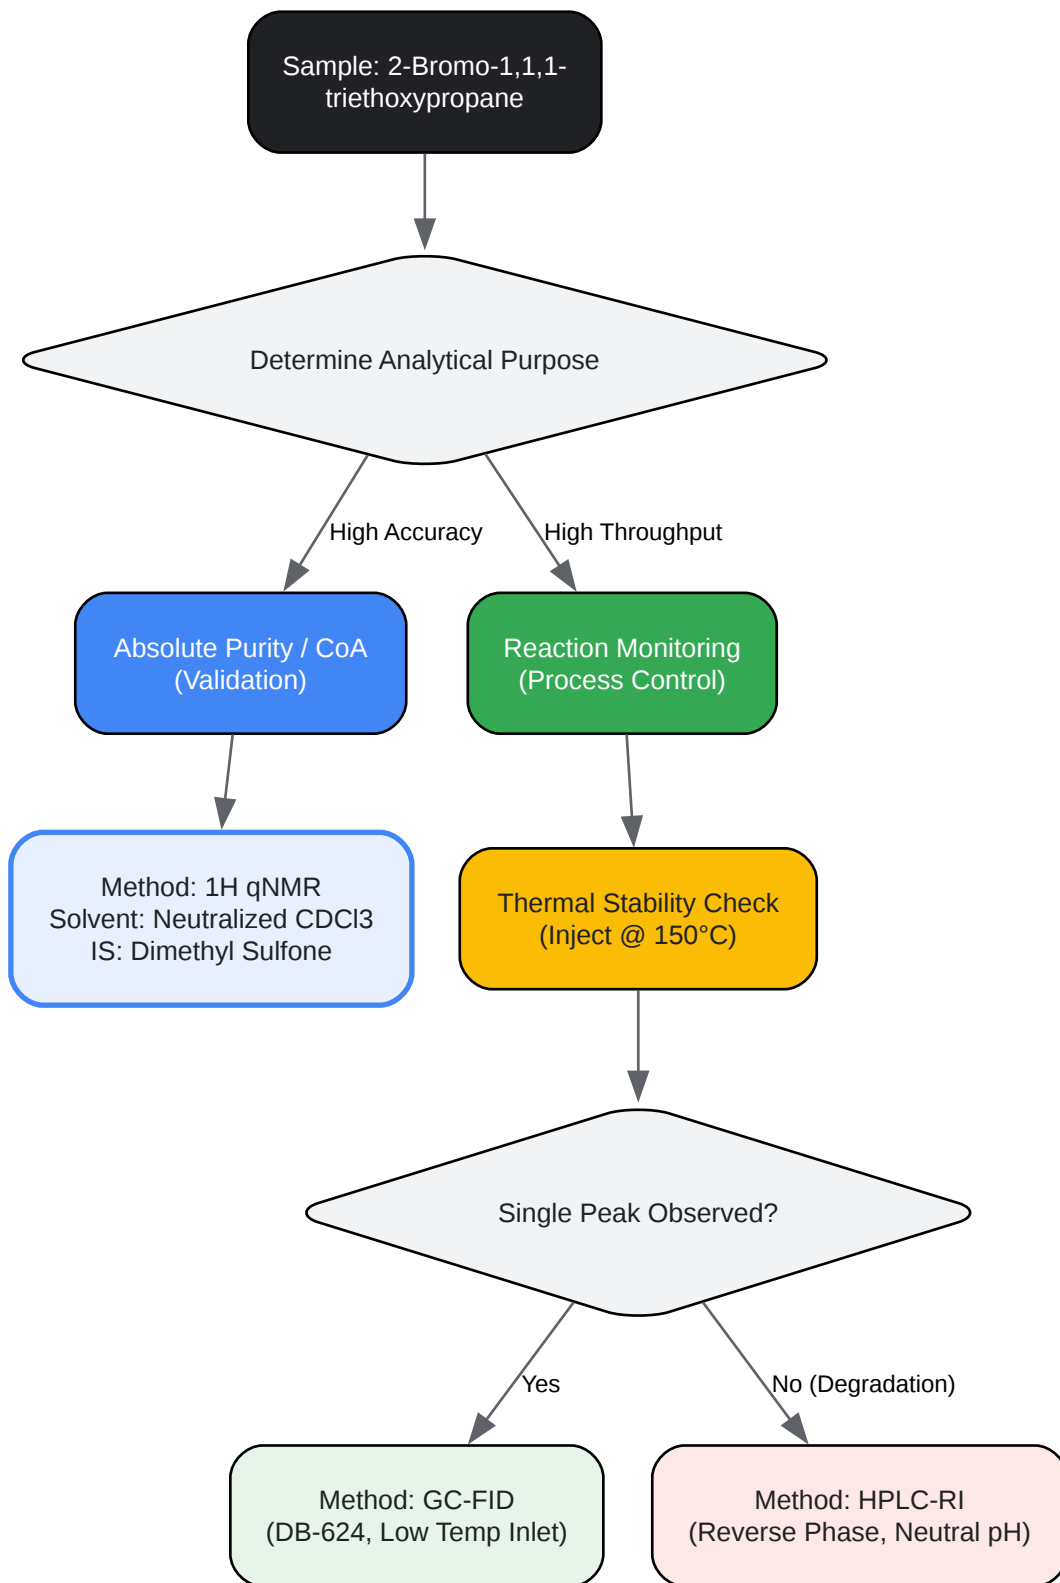 Sample: 2-Bromo-1,1,1-
triethoxypropane
Determine Analytical Purpose
High Accuracy
High Throughput
Absolute Purity / CoA
(Validation)
Reaction Monitoring
(Process Control)
Method: 1H qNMR
Solvent: Neutralized CDCl3
IS: Dimethyl Sulfone
Thermal Stability Check
(Inject @ 150°C)
Single Peak Observed?
Yes
No (Degradation)
Method: GC-FID
(DB-624, Low Temp Inlet)
Method: HPLC-RI
(Reverse Phase, Neutral pH)